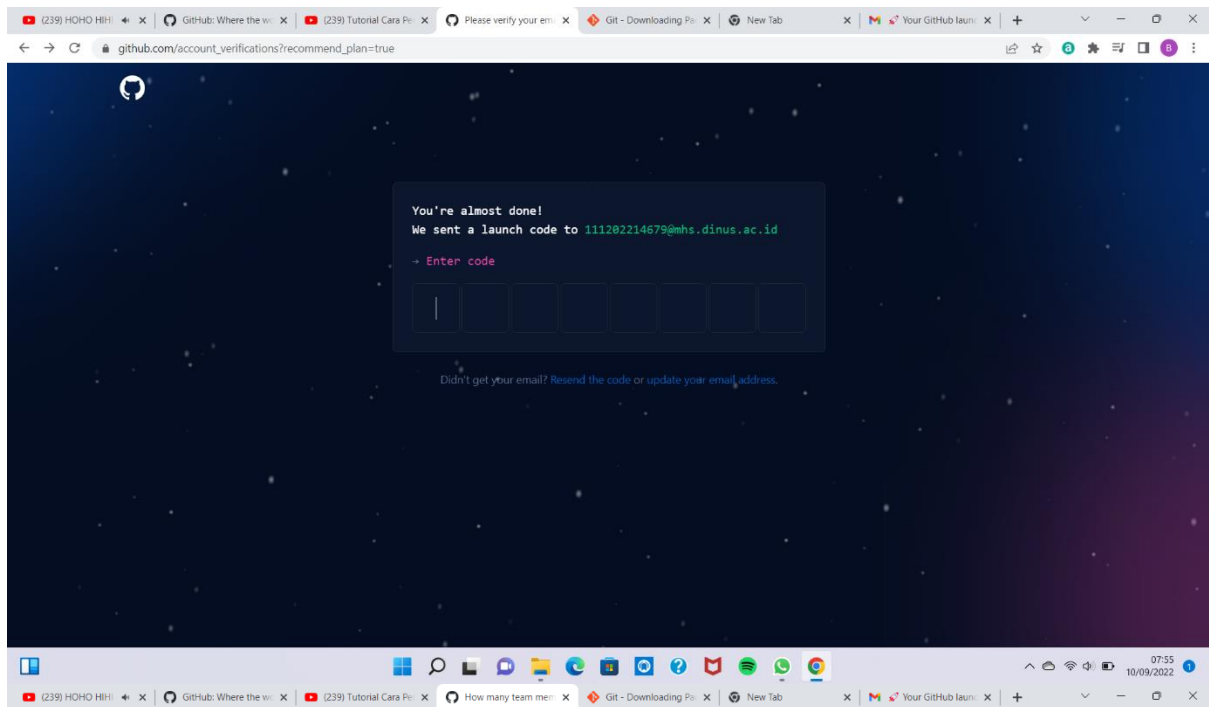 (239) HOHO HIHI
GitHub: Where the wo
(239) Tutorial Cara Pe
Please verify your em
Git - Downloading Pa
New Tab
Your GitHub laun
github.com/account_verifications?recommend_plan=true
B
You're almost done!
We sent a launch code to 111202214679@mhs.dinus.ac.id
→ Enter code
Didn't get your email? Resend the code or update your email address.
07:55
10/09/2022
1
(239) HOHO HIHI
GitHub: Where the wo
(239) Tutorial Cara Pe
How many team mem
Git - Downloading Pa
New Tab
Your GitHub laun